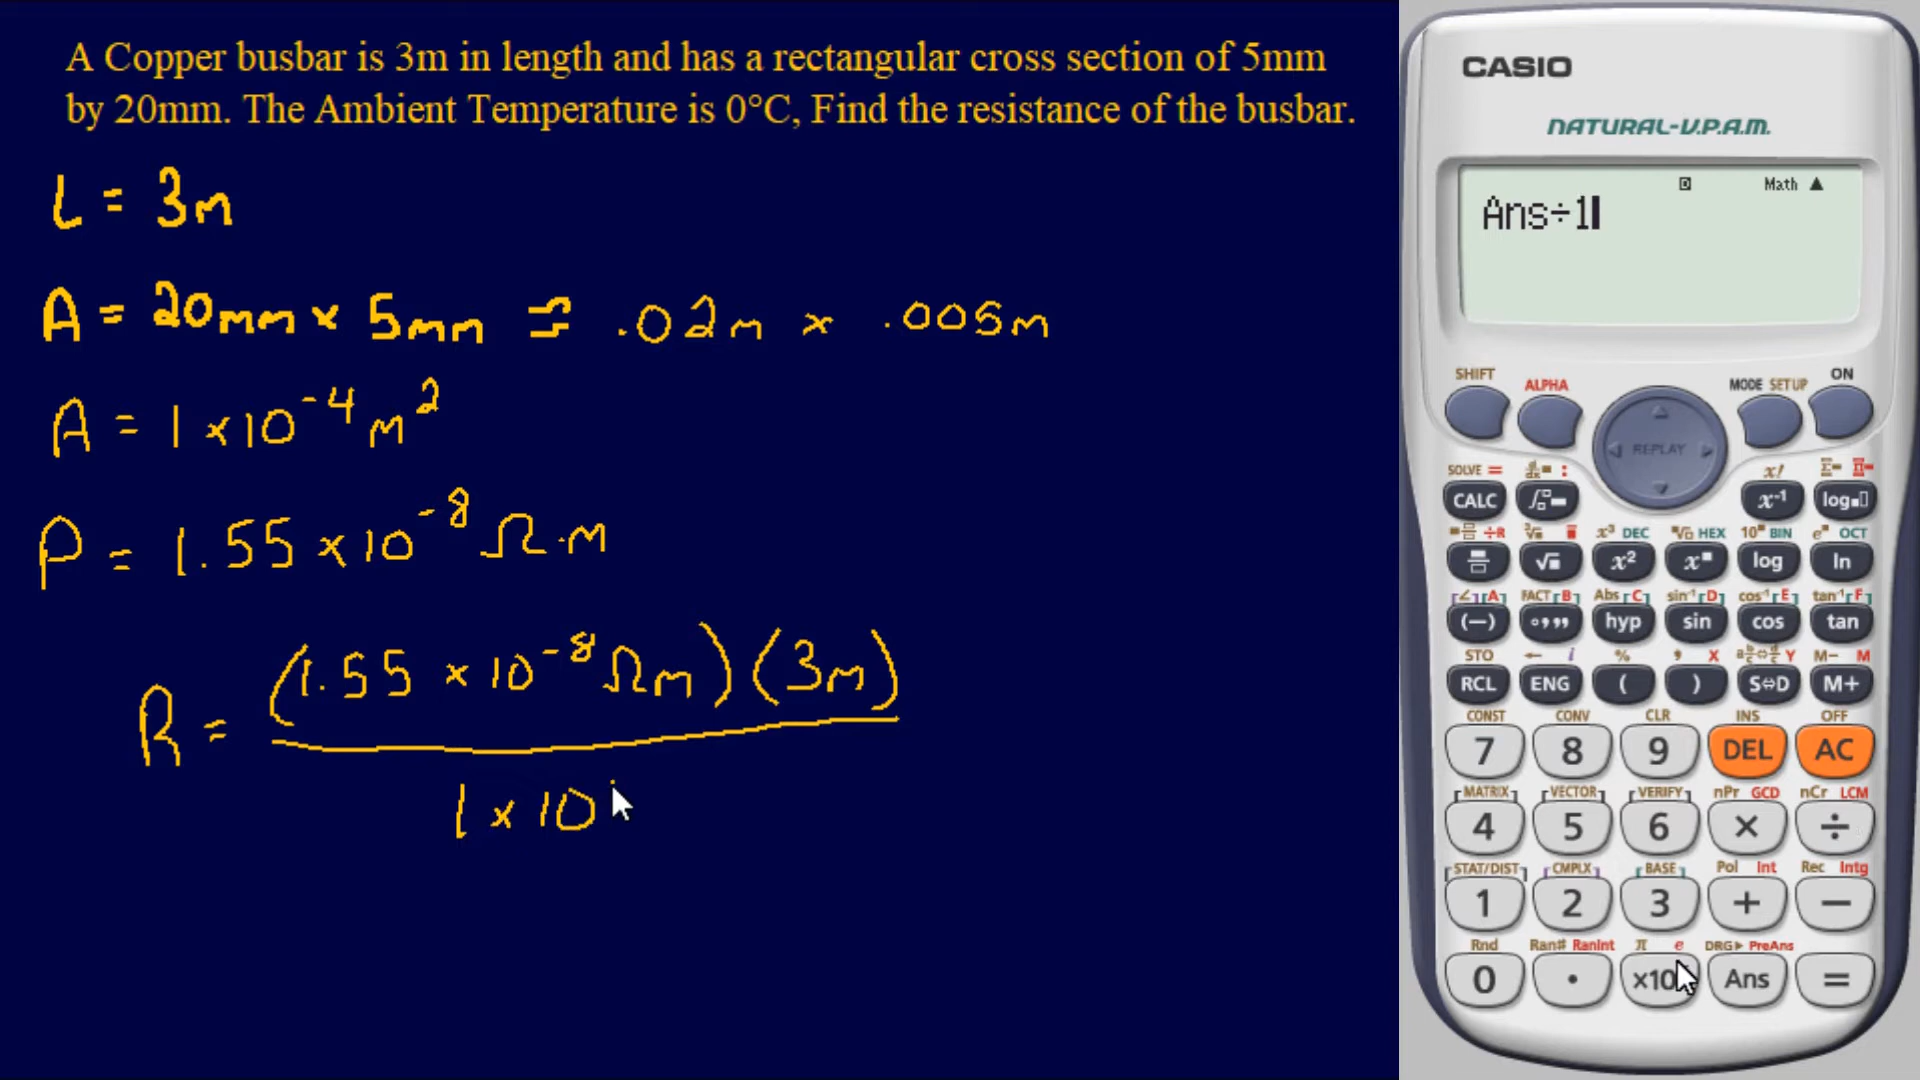 A Copper busbar is 3m in length and has a rectangular cross section of 5mm
by 20mm. The Ambient Temperature is 0°C, Find the resistance of the busbar.
L = 3m
A = 20mm × 5mm = .02m × .005m
A = 1 × 10⁻⁴ m²
ρ = 1.55 × 10⁻⁸ Ω·m
R = (1.55 × 10⁻⁸ Ωm)(3m)
1 × 10
CASIO
NATURAL-V.P.A.M.
D Math ▲
Ans÷1
SHIFT ALPHA MODE SETUP ON
REPLAY
SOLVE = d/dx : x! Σ Π
CALC x⁻¹ log
÷R x³ DEC HEX 10 BIN e OCT
√ x² x log ln
∠ A FACT B Abs C sin⁻¹ D cos⁻¹ E tan⁻¹ F
(−) hyp sin cos tan
STO ← i % , X Y M− M
RCL ENG ( ) S⇔D M+
CONST CONV CLR INS OFF
7 8 9 DEL AC
MATRIX VECTOR VERIFY nPr GCD nCr LCM
4 5 6 × ÷
STAT/DIST CMPLX BASE Pol Int Rec Intg
1 2 3 + −
Rnd Ran# RanInt π e DRG▶ PreAns
0 . ×10 Ans =